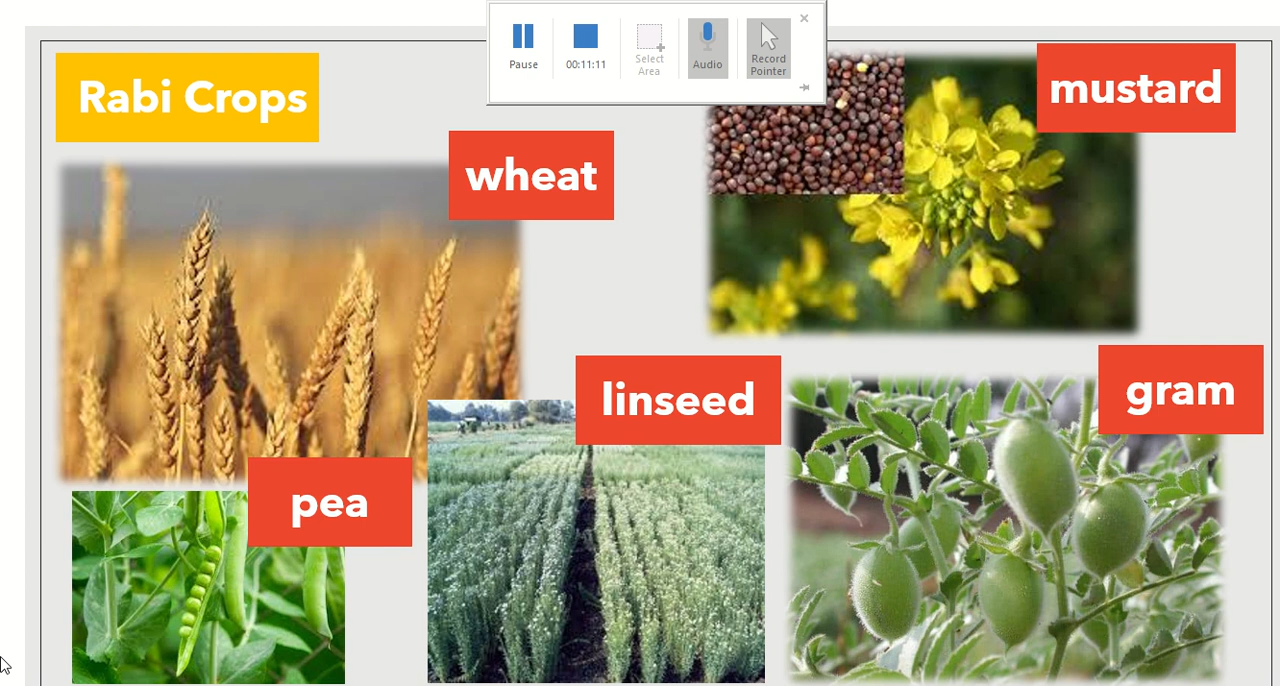 Pause
00:11:11
Select
Area
Audio
Record
Pointer
Rabi Crops
mustard
wheat
linseed
gram
pea